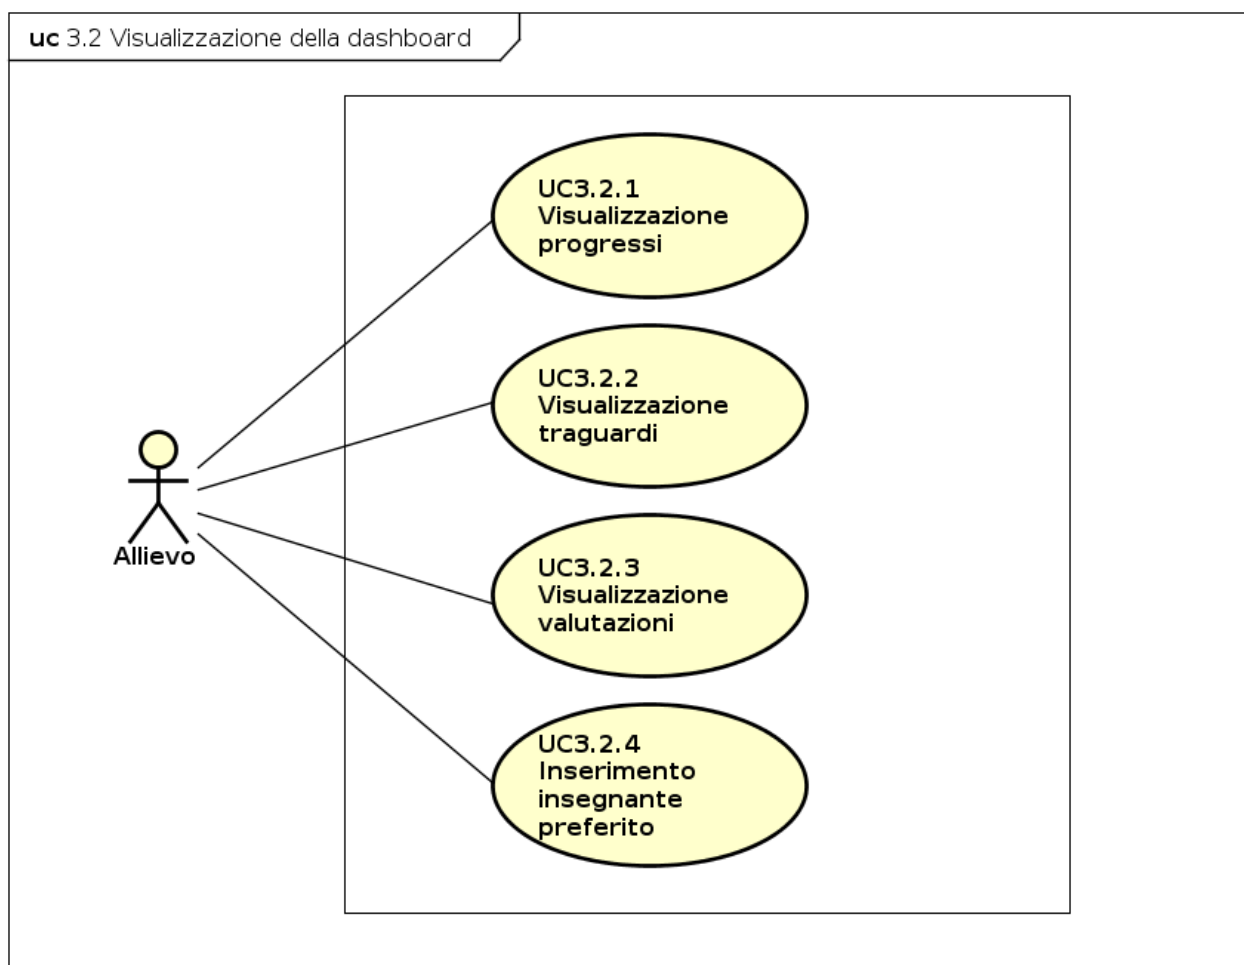 uc 3.2 Visualizzazione della dashboard
UC3.2.1
Visualizzazione
progressi
UC3.2.2
Visualizzazione
traguardi
Allievo
UC3.2.3
Visualizzazione
valutazioni
UC3.2.4
Inserimento
insegnante
preferito